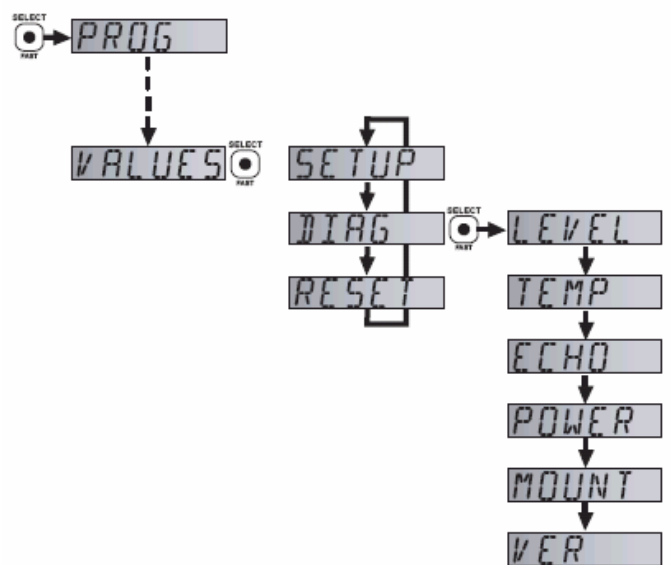 SELECT
FAST
PROG
VALUES
SELECT
FAST
SETUP
DIAG
RESET
SELECT
FAST
LEVEL
TEMP
ECHO
POWER
MOUNT
VER